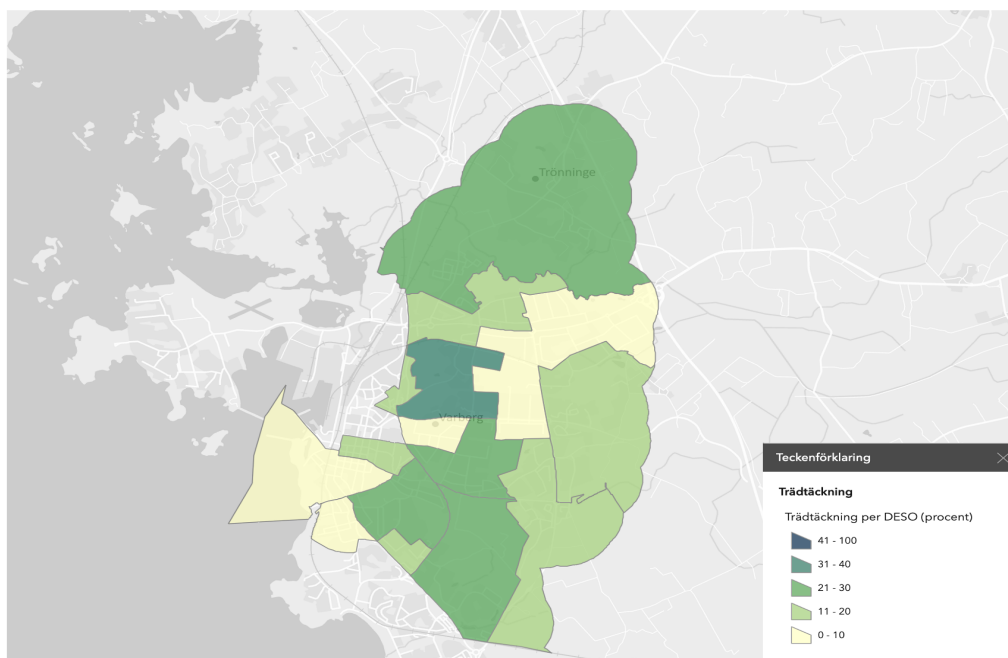 Trönninge
Varberg
Teckenförklaring
Trädtäckning
Trädtäckning per DESO (procent)
41 - 100
31 - 40
21 - 30
11 - 20
0 - 10